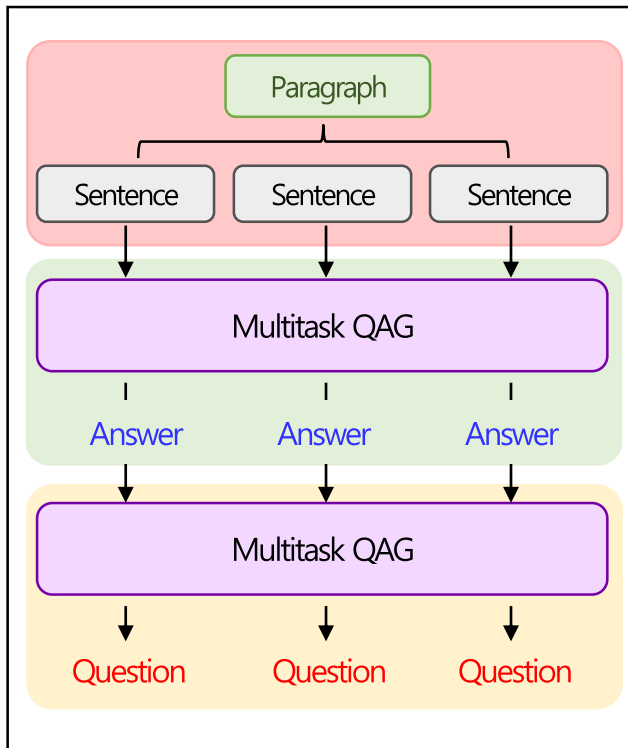 Paragraph
Sentence Sentence Sentence
Multitask QAG
Answer Answer Answer
Multitask QAG
Question Question Question